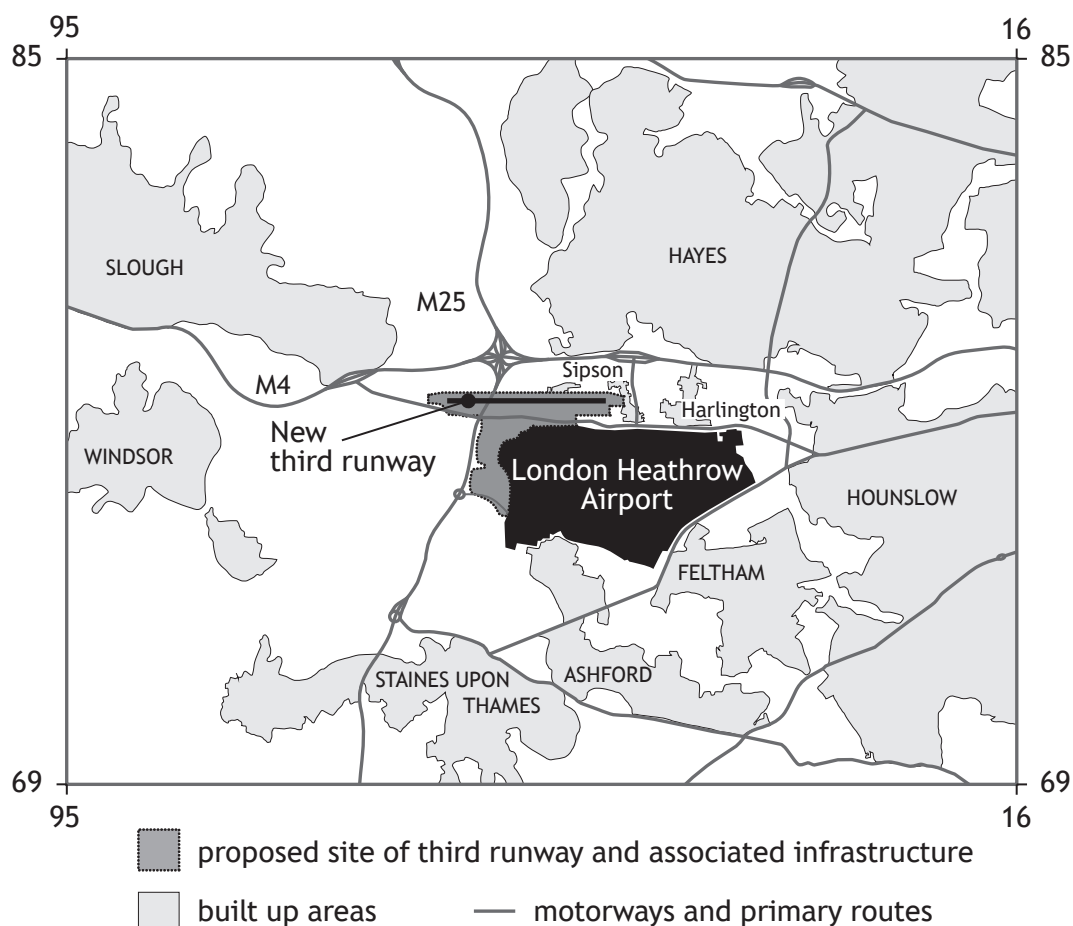 95
16
85
85
SLOUGH
HAYES
M25
Sipson
M4
Harlington
New
third runway
WINDSOR
London Heathrow
Airport
HOUNSLOW
FELTHAM
STAINES UPON
THAMES
ASHFORD
69
69
95
16
proposed site of third runway and associated infrastructure
built up areas
motorways and primary routes